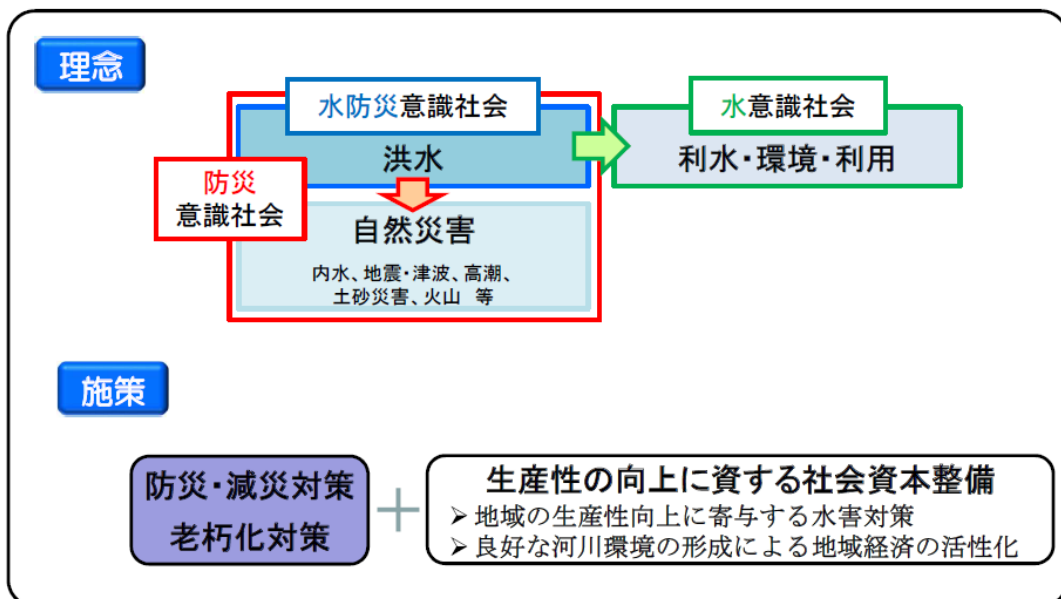 理念
水防災意識社会
水意識社会
洪水
利水・環境・利用
防災
意識社会
自然災害
内水、地震・津波、高潮、
土砂災害、火山 等
施策
防災・減災対策
老朽化対策
＋
生産性の向上に資する社会資本整備
➢ 地域の生産性向上に寄与する水害対策
➢ 良好な河川環境の形成による地域経済の活性化